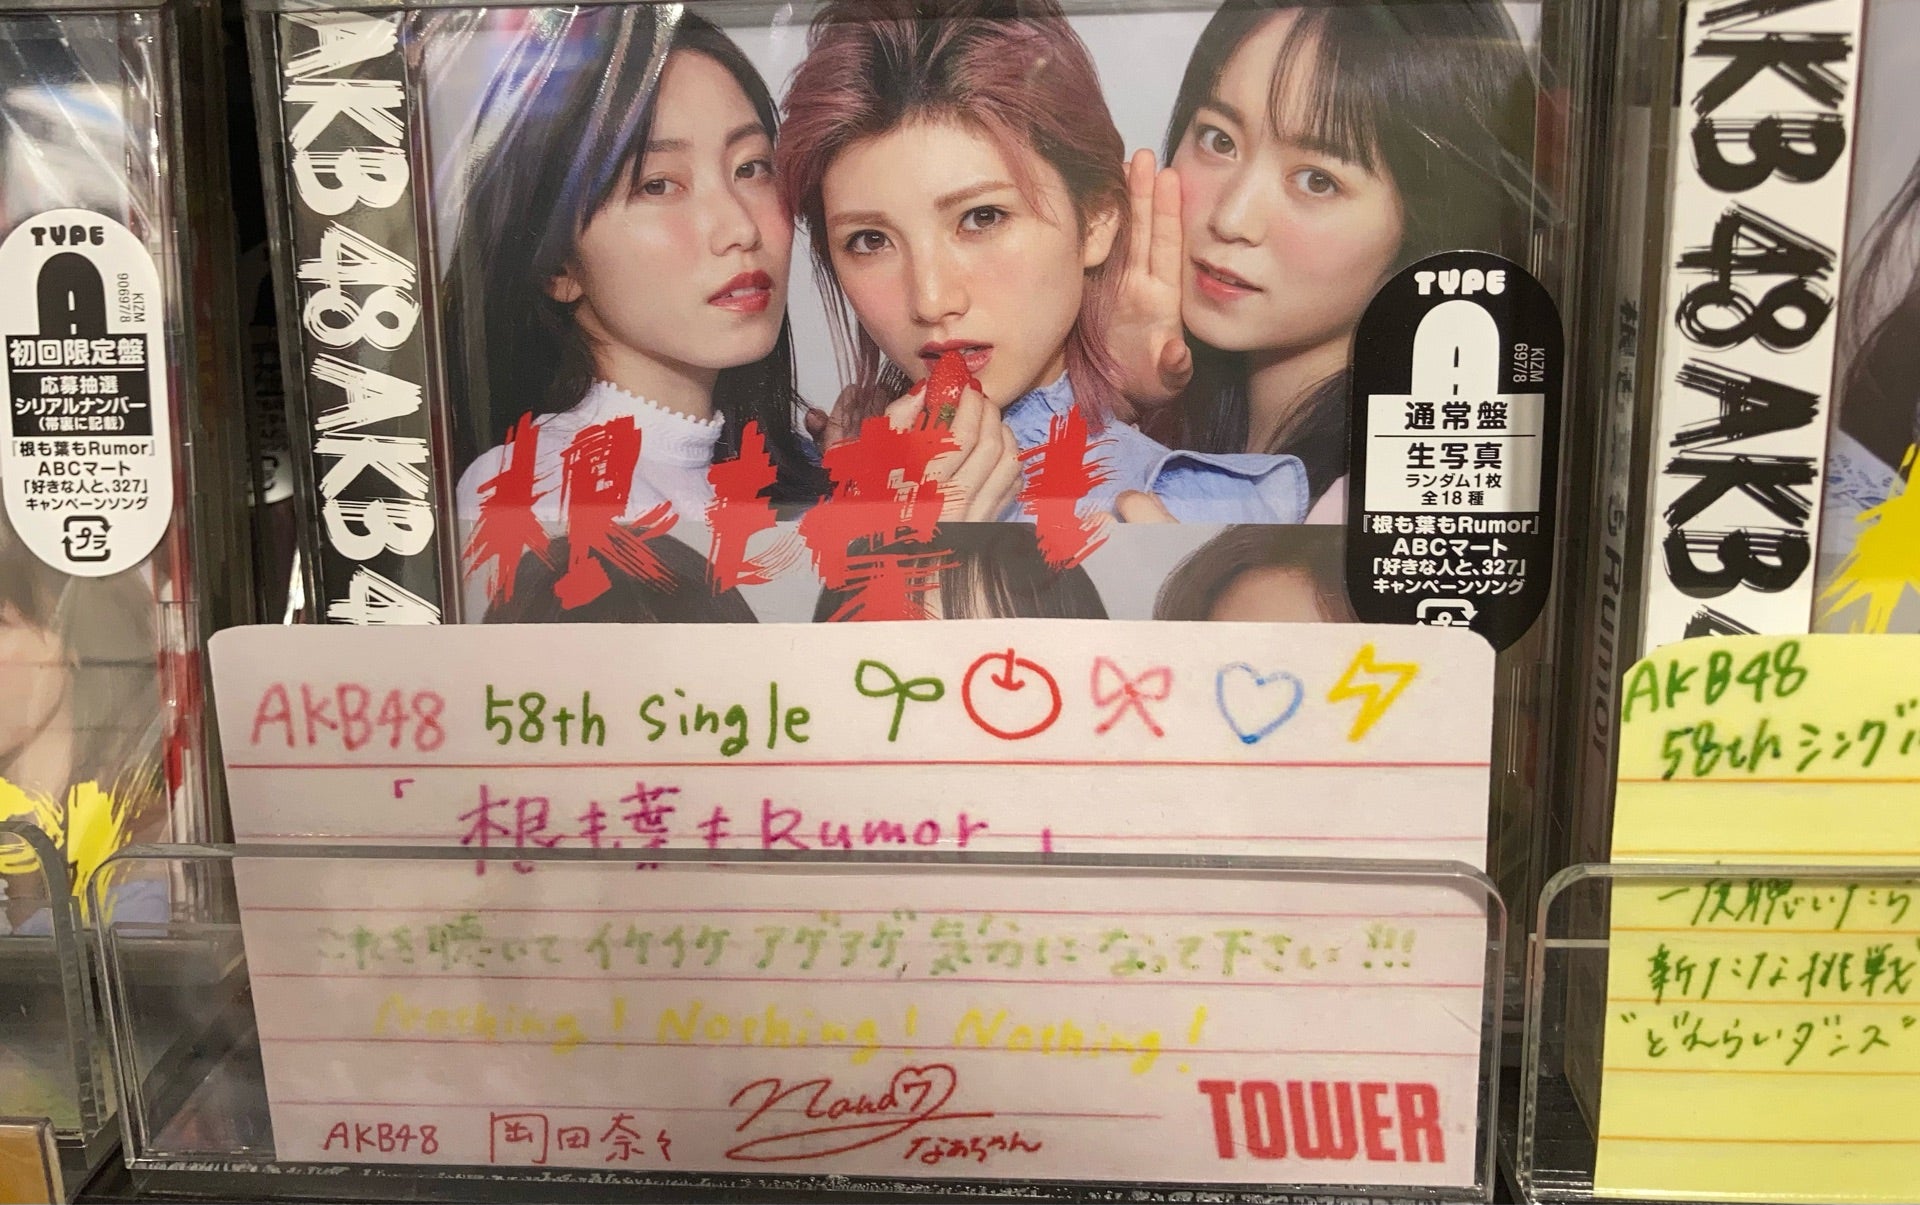 TYPE
A
KIZM
90697/8
初回限定盤
応募抽選
シリアルナンバー
(帯裏に記載)
『根も葉もRumor』
ABCマート
「好きな人と、327」
キャンペーンソング
プラ
AKB48AKB4
根も葉も
TYPE
A
KIZM
697/8
通常盤
生写真
ランダム1枚
全18種
『根も葉もRumor』
ABCマート
「好きな人と、327」
キャンペーンソング
プラ
AKB48 58th Single
「根も葉もRumor」
これを聴いてイケイケアゲアゲ気分になって下さい!!!
Nothing! Nothing! Nothing!
AKB48 岡田奈々
なぁちゃん
TOWER
AKB48AKB4
Rumor
AKB48
58thシングル
一度聴いたら
新たな挑戦
"どえらいダンス"